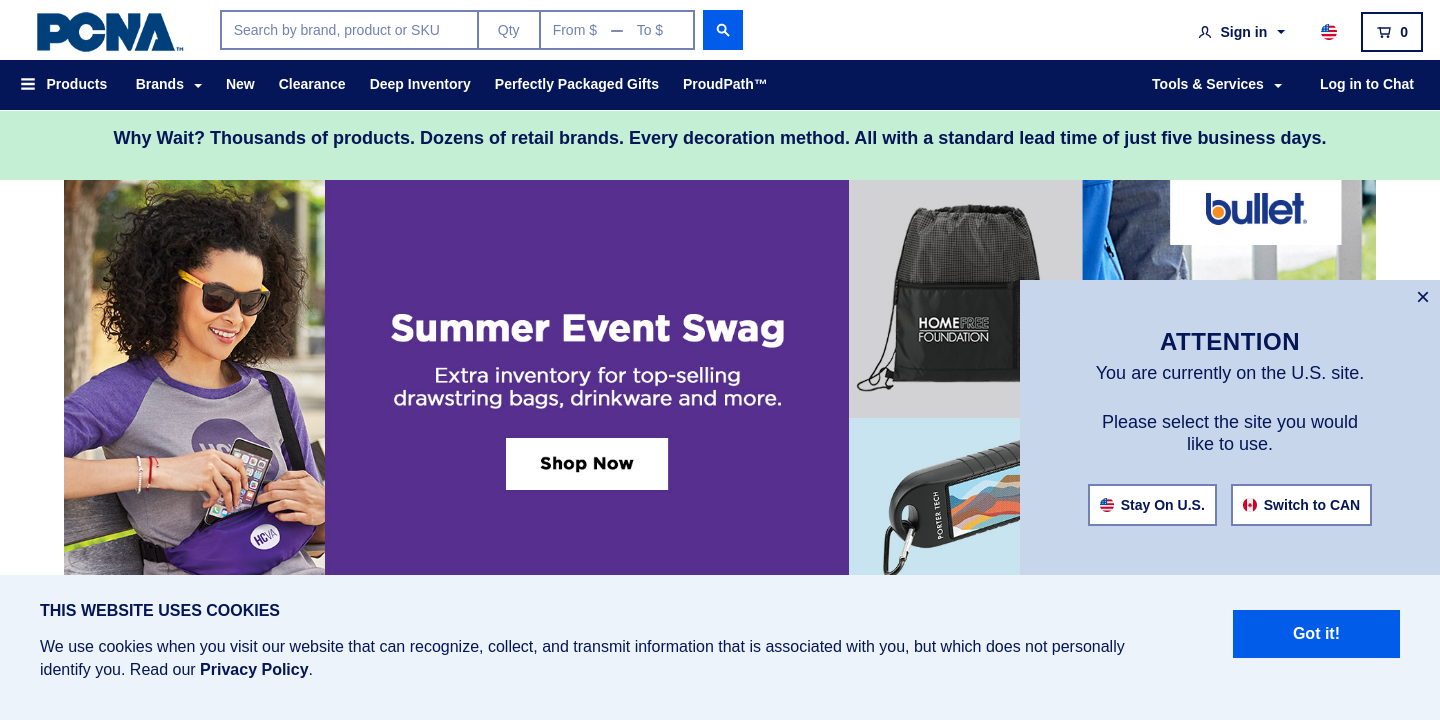 PCNA™
Search by brand, product or SKU
Qty
From $ — To $
Sign in
0
Products
Brands
New
Clearance
Deep Inventory
Perfectly Packaged Gifts
ProudPath™
Tools & Services
Log in to Chat
Why Wait? Thousands of products. Dozens of retail brands. Every decoration method. All with a standard lead time of just five business days.
bullet®
Summer Event Swag
Extra inventory for top-selling
drawstring bags, drinkware and more.
Shop Now
HOMEFREE
FOUNDATION
PORTER TECH
HCVA
ATTENTION
You are currently on the U.S. site.
Please select the site you would
like to use.
Stay On U.S.
Switch to CAN
THIS WEBSITE USES COOKIES
We use cookies when you visit our website that can recognize, collect, and transmit information that is associated with you, but which does not personally
identify you. Read our Privacy Policy.
Got it!